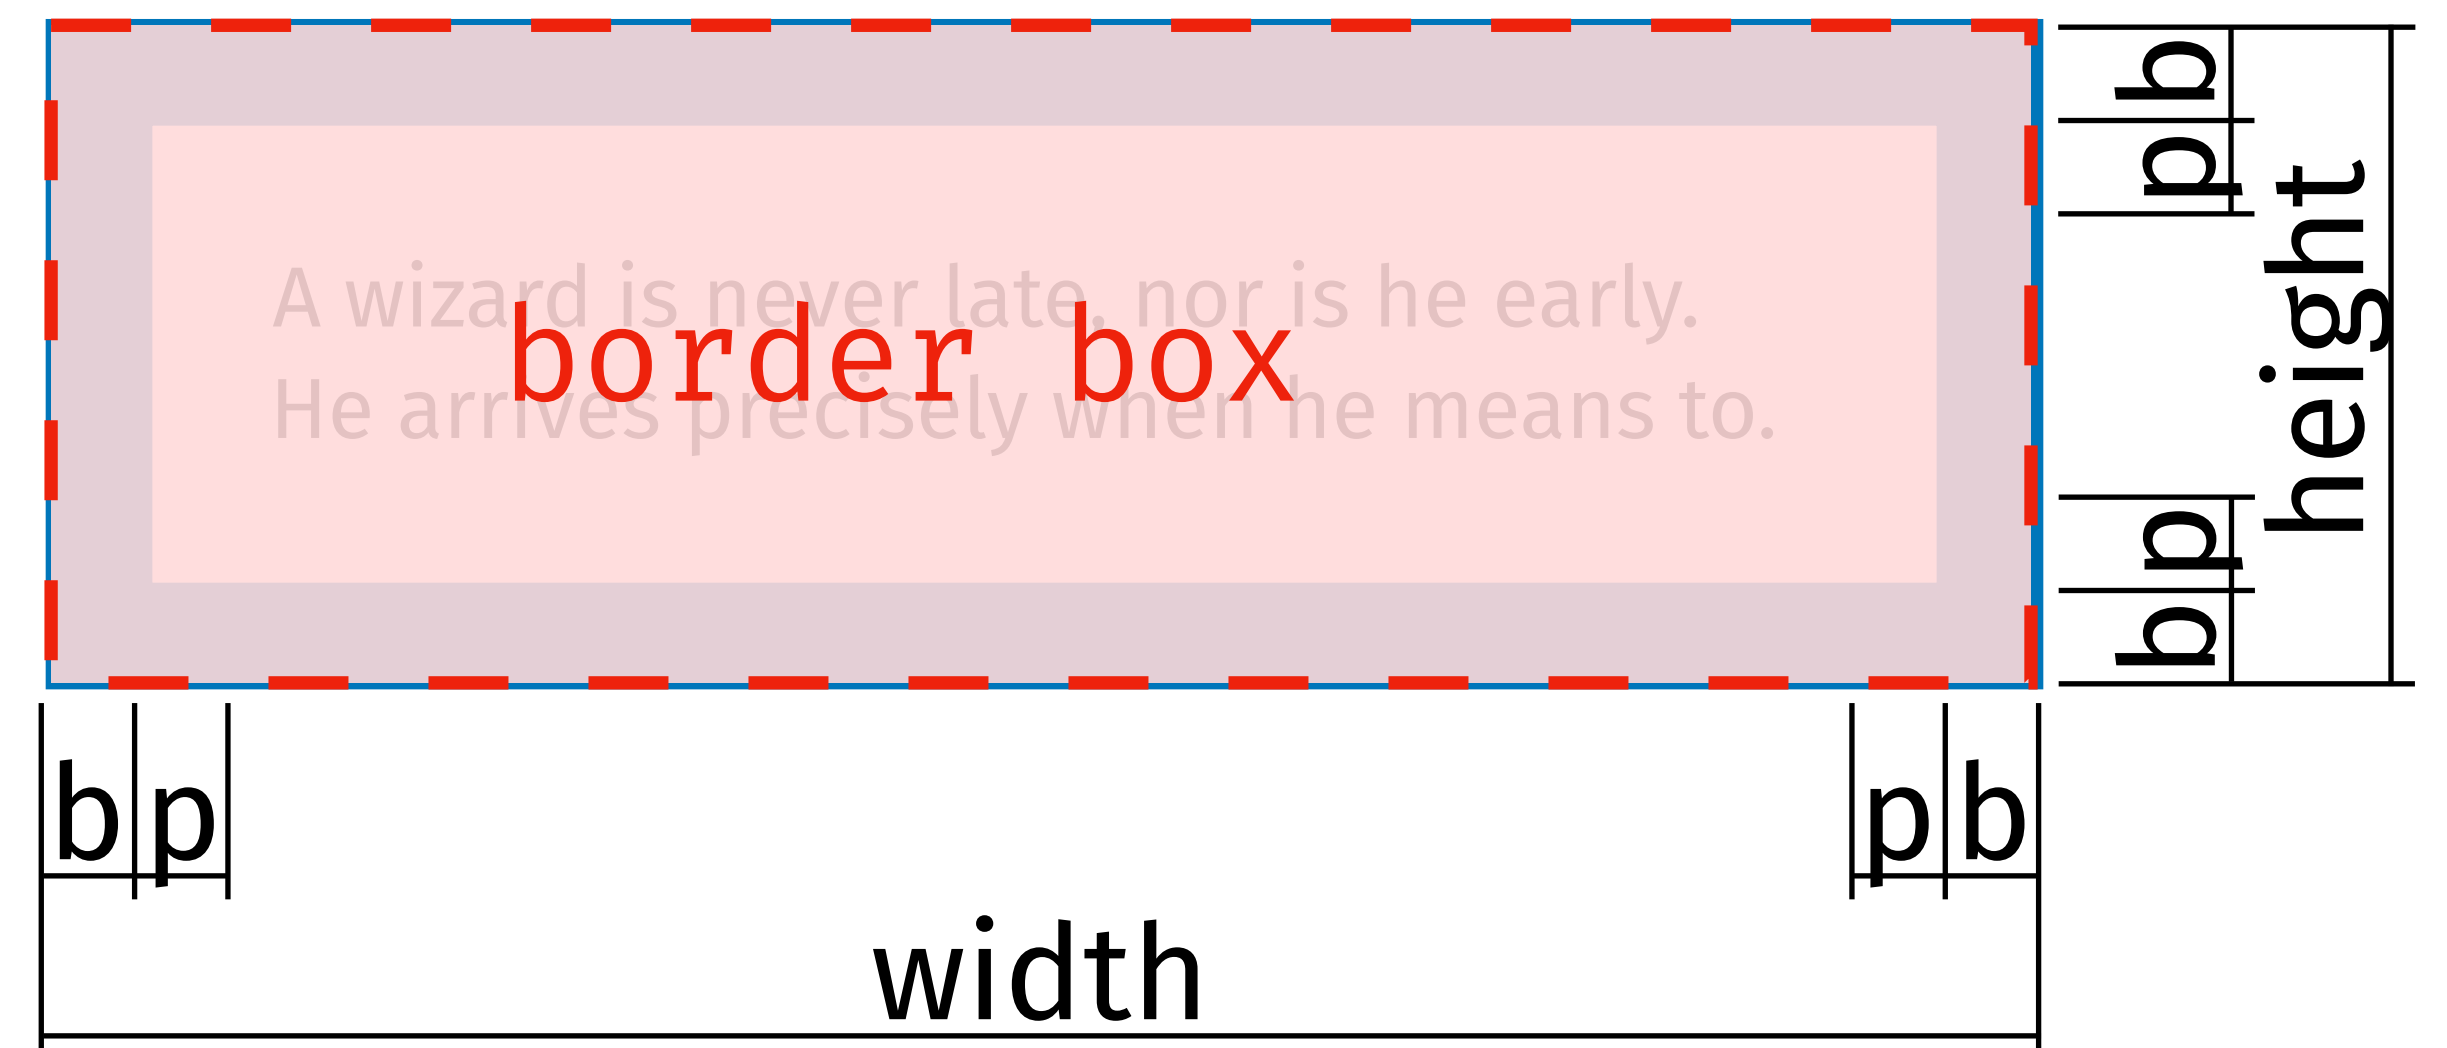 A wizard is never late, nor is he early.
border box
He arrives precisely when he means to.
b
p
height
p
b
b p
p b
width